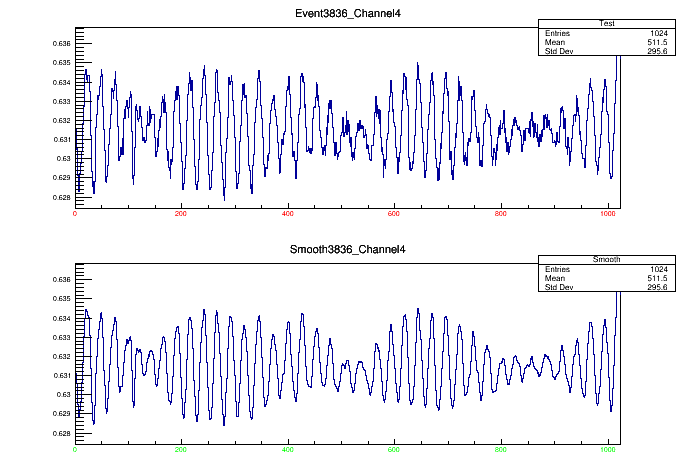 Event3836_Channel4
Test
Entries 1024
Mean 511.5
Std Dev 295.6
0.636
0.635
0.634
0.633
0.632
0.631
0.63
0.629
0.628
0 200 400 600 800 1000
Smooth3836_Channel4
Smooth
Entries 1024
Mean 511.5
Std Dev 295.6
0.636
0.635
0.634
0.633
0.632
0.631
0.63
0.629
0.628
0 200 400 600 800 1000